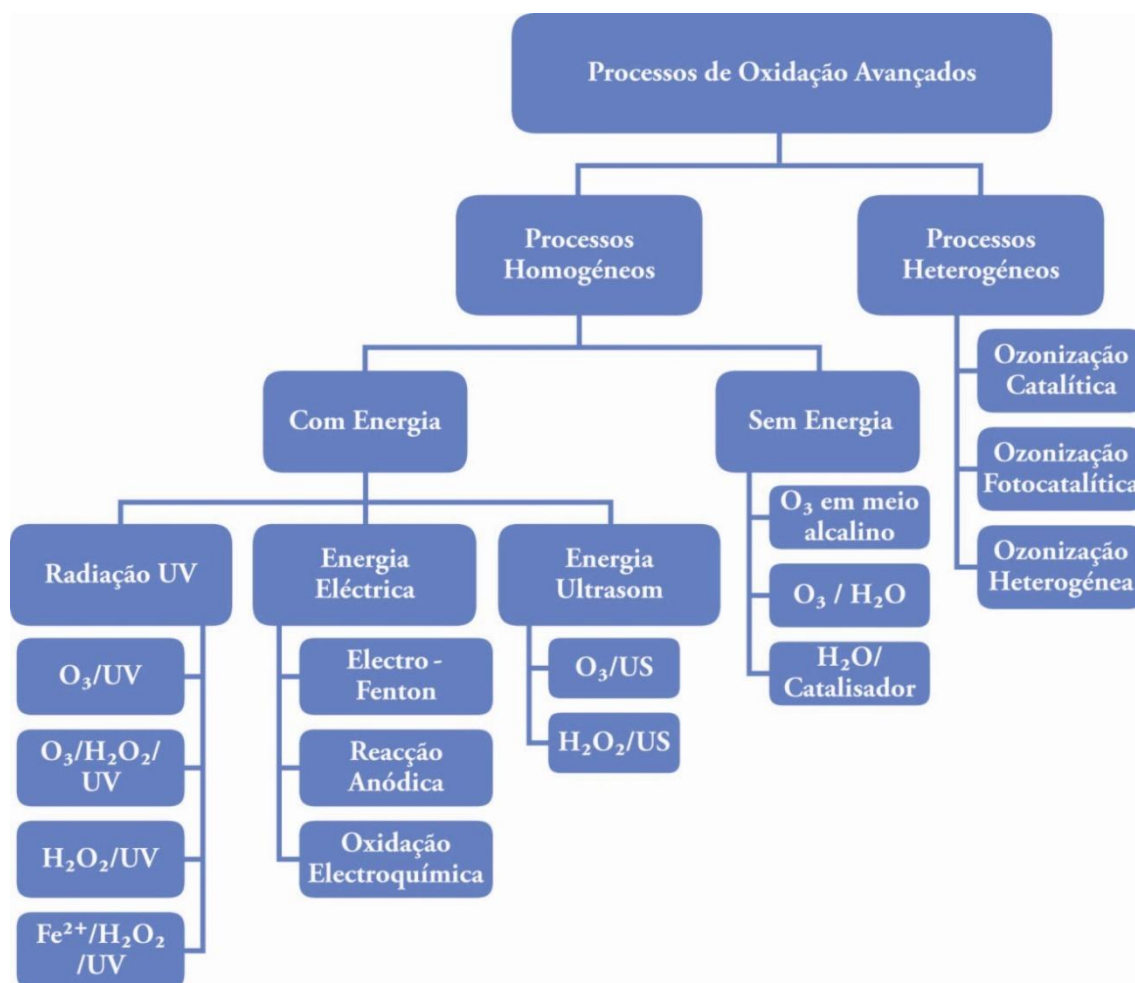 Processos de Oxidação Avançados
Processos
Homogéneos
Processos
Heterogéneos
Com Energia
Sem Energia
Ozonização
Catalítica
Ozonização
Fotocatalítica
Ozonização
Heterogénea
Radiação UV
Energia
Eléctrica
Energia
Ultrasom
O₃ em meio
alcalino
O₃ / H₂O
H₂O/
Catalisador
O₃/UV
O₃/H₂O₂/
UV
H₂O₂/UV
Fe²⁺/H₂O₂
/UV
Electro -
Fenton
Reacção
Anódica
Oxidação
Electroquímica
O₃/US
H₂O₂/US